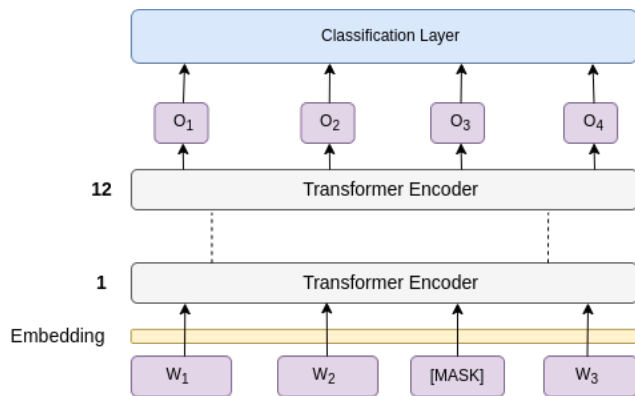 Classification Layer
O₁ O₂ O₃ O₄
12 Transformer Encoder
1 Transformer Encoder
Embedding
W₁ W₂ [MASK] W₃